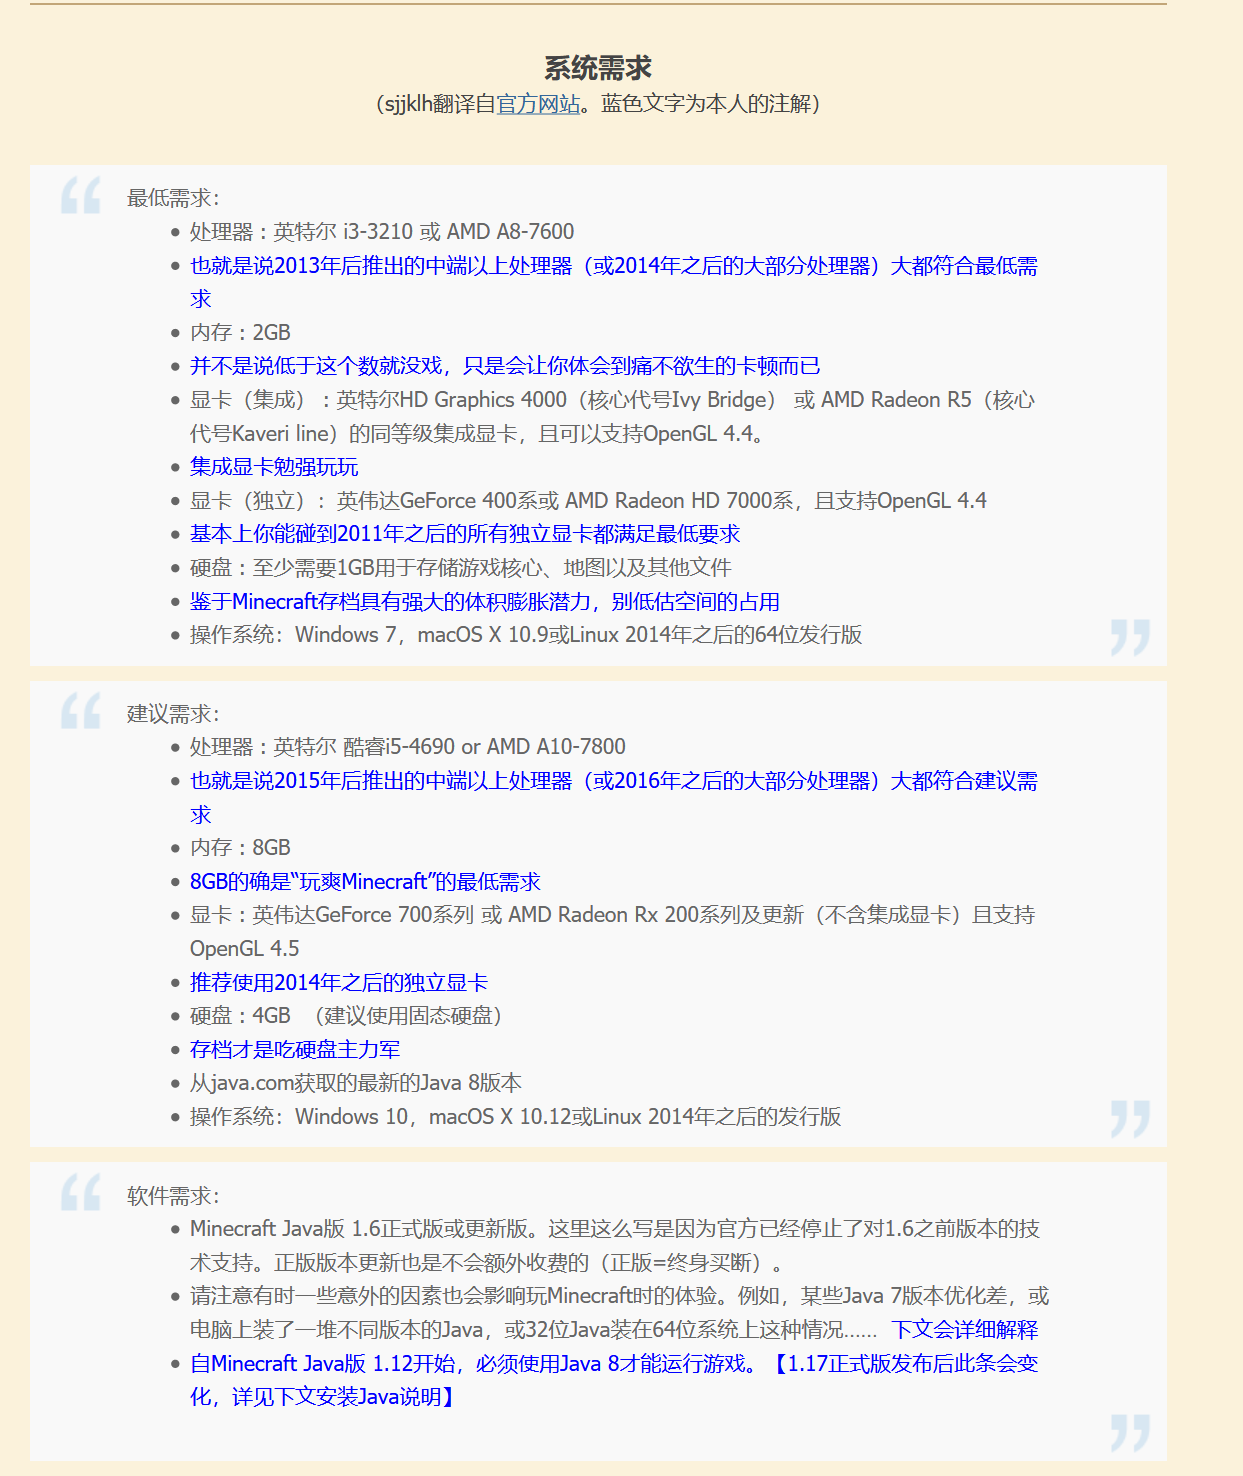 系统需求
（sjjklh翻译自官方网站。蓝色文字为本人的注解）
最低需求：
处理器：英特尔 i3-3210 或 AMD A8-7600
也就是说2013年后推出的中端以上处理器（或2014年之后的大部分处理器）大都符合最低需
求
内存：2GB
并不是说低于这个数就没戏，只是会让你体会到痛不欲生的卡顿而已
显卡（集成）：英特尔HD Graphics 4000（核心代号Ivy Bridge） 或 AMD Radeon R5（核心
代号Kaveri line）的同等级集成显卡，且可以支持OpenGL 4.4。
集成显卡勉强玩玩
显卡（独立）：英伟达GeForce 400系或 AMD Radeon HD 7000系，且支持OpenGL 4.4
基本上你能碰到2011年之后的所有独立显卡都满足最低要求
硬盘：至少需要1GB用于存储游戏核心、地图以及其他文件
鉴于Minecraft存档具有强大的体积膨胀潜力，别低估空间的占用
操作系统：Windows 7，macOS X 10.9或Linux 2014年之后的64位发行版
建议需求：
处理器：英特尔 酷睿i5-4690 or AMD A10-7800
也就是说2015年后推出的中端以上处理器（或2016年之后的大部分处理器）大都符合建议需
求
内存：8GB
8GB的确是“玩爽Minecraft”的最低需求
显卡：英伟达GeForce 700系列 或 AMD Radeon Rx 200系列及更新（不含集成显卡）且支持
OpenGL 4.5
推荐使用2014年之后的独立显卡
硬盘：4GB （建议使用固态硬盘）
存档才是吃硬盘主力军
从java.com获取的最新的Java 8版本
操作系统：Windows 10，macOS X 10.12或Linux 2014年之后的发行版
软件需求：
Minecraft Java版 1.6正式版或更新版。这里这么写是因为官方已经停止了对1.6之前版本的技
术支持。正版版本更新也是不会额外收费的（正版=终身买断）。
请注意有时一些意外的因素也会影响玩Minecraft时的体验。例如，某些Java 7版本优化差，或
电脑上装了一堆不同版本的Java，或32位Java装在64位系统上这种情况…… 下文会详细解释
自Minecraft Java版 1.12开始，必须使用Java 8才能运行游戏。【1.17正式版发布后此条会变
化，详见下文安装Java说明】